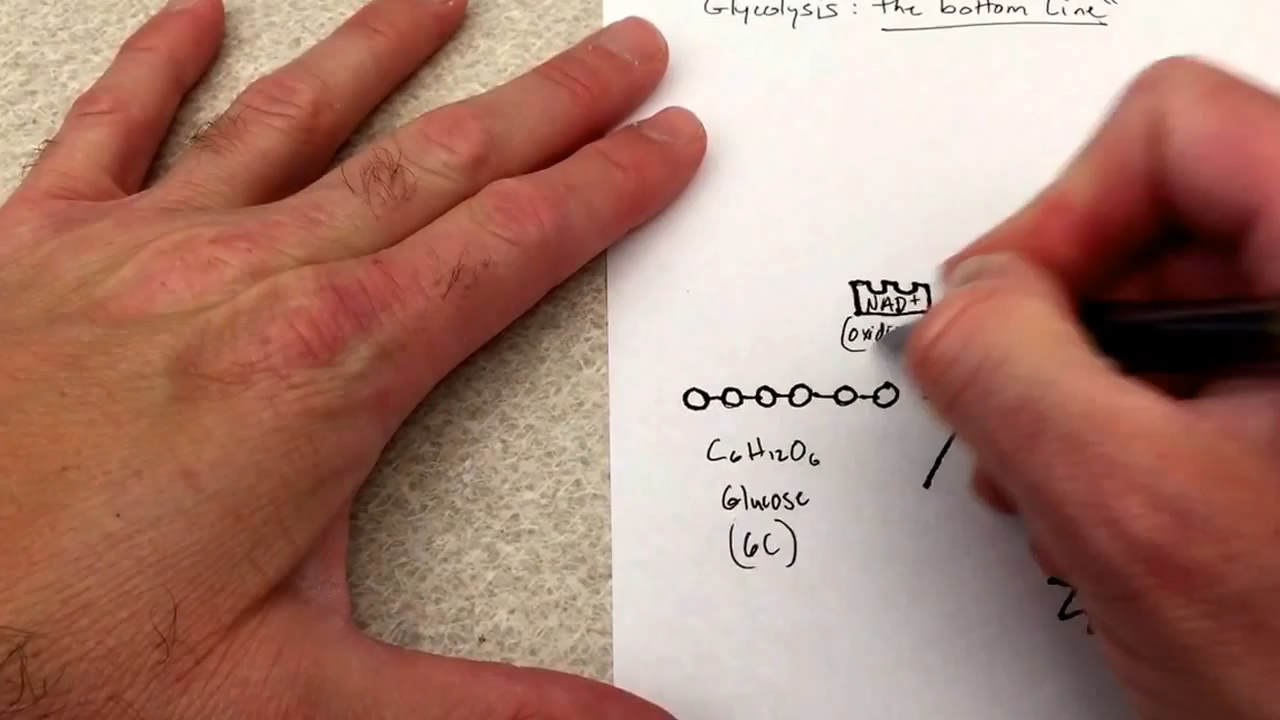 Glycolysis: the bottom line"
NAD+
C6H12O6
Glucose
(6C)